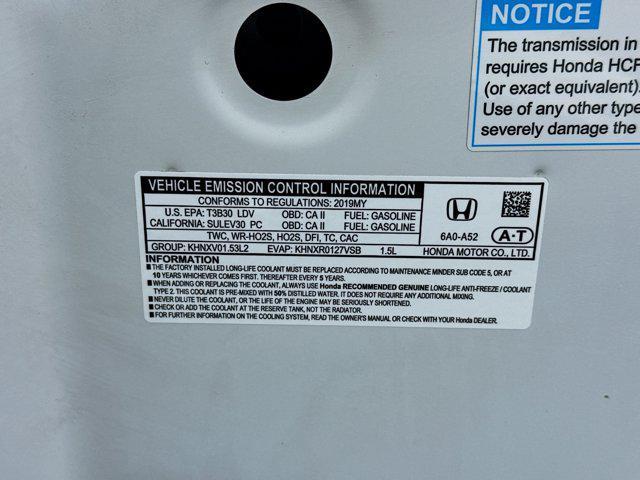 NOTICE
The transmission in
requires Honda HCF
(or exact equivalent).
Use of any other type
severely damage the
VEHICLE EMISSION CONTROL INFORMATION
CONFORMS TO REGULATIONS: 2019MY
U.S. EPA: T3B30 LDV OBD: CA II FUEL: GASOLINE
CALIFORNIA: SULEV30 PC OBD: CA II FUEL: GASOLINE
TWC, WR-HO2S, HO2S, DFI, TC, CAC
GROUP: KHNXV01.53L2 EVAP: KHNXR0127VSB 1.5L
6A0-A52 A·T
HONDA MOTOR CO., LTD.
INFORMATION
■ THE FACTORY INSTALLED LONG-LIFE COOLANT MUST BE REPLACED ACCORDING TO MAINTENANCE MINDER SUB CODE 5, OR AT
10 YEARS WHICHEVER COMES FIRST. THEREAFTER EVERY 5 YEARS.
■ WHEN ADDING OR REPLACING COOLANT, ALWAYS USE Honda RECOMMENDED GENUINE LONG-LIFE ANTI-FREEZE / COOLANT
TYPE 2. THIS COOLANT IS PRE-MIXED WITH 50% DISTILLED WATER. IT DOES NOT REQUIRE ANY ADDITIONAL MIXING.
■ NEVER DILUTE THE COOLANT, OR THE LIFE OF THE ENGINE MAY BE SERIOUSLY SHORTENED.
■ CHECK OR ADD THE COOLANT AT THE RESERVE TANK, NOT THE RADIATOR.
■ FOR FURTHER INFORMATION ON THE COOLING SYSTEM, READ THE OWNER'S MANUAL OR CHECK WITH YOUR Honda DEALER.